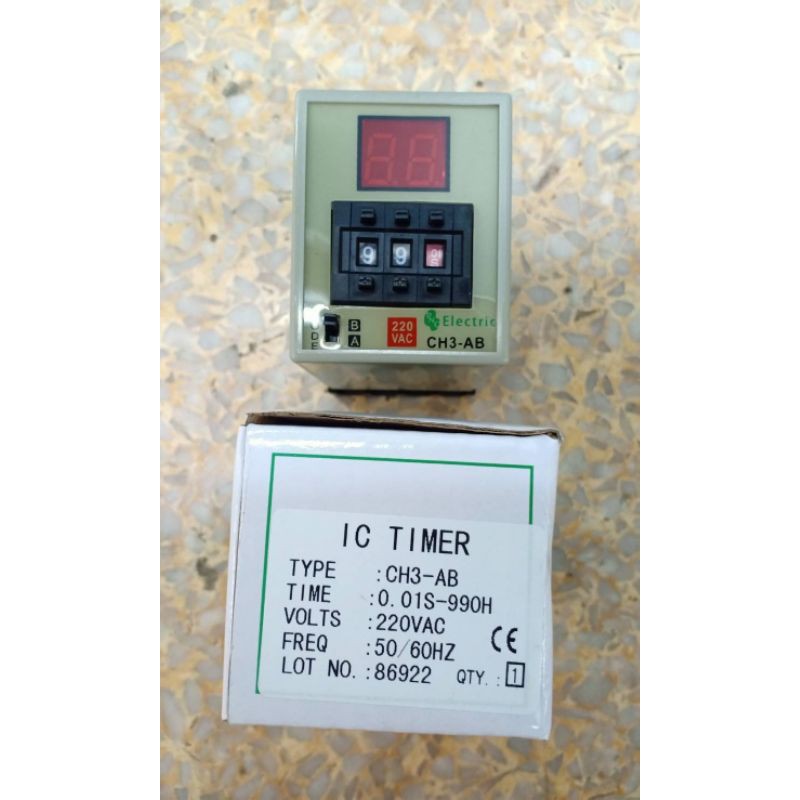 9 9
B
220 VAC
Electric
A
CH3-AB
IC TIMER
TYPE :CH3-AB
TIME :0.01S-990H
VOLTS :220VAC
FREQ :50/60HZ
CE
LOT NO. :86922 QTY. : 1